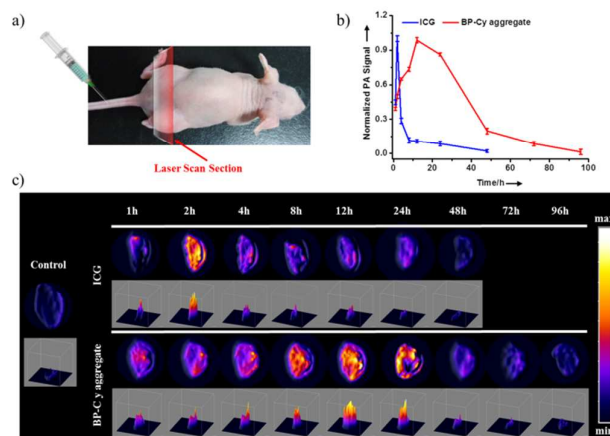 a)
Laser Scan Section
b)
ICG
BP-Cy aggregate
Normalized PA Signal
1.2
0.9
0.6
0.3
0.0
0 20 40 60 80 100
Time/h
c)
1h 2h 4h 8h 12h 24h 48h 72h 96h
max
Control
ICG
BP-C y aggregate
min